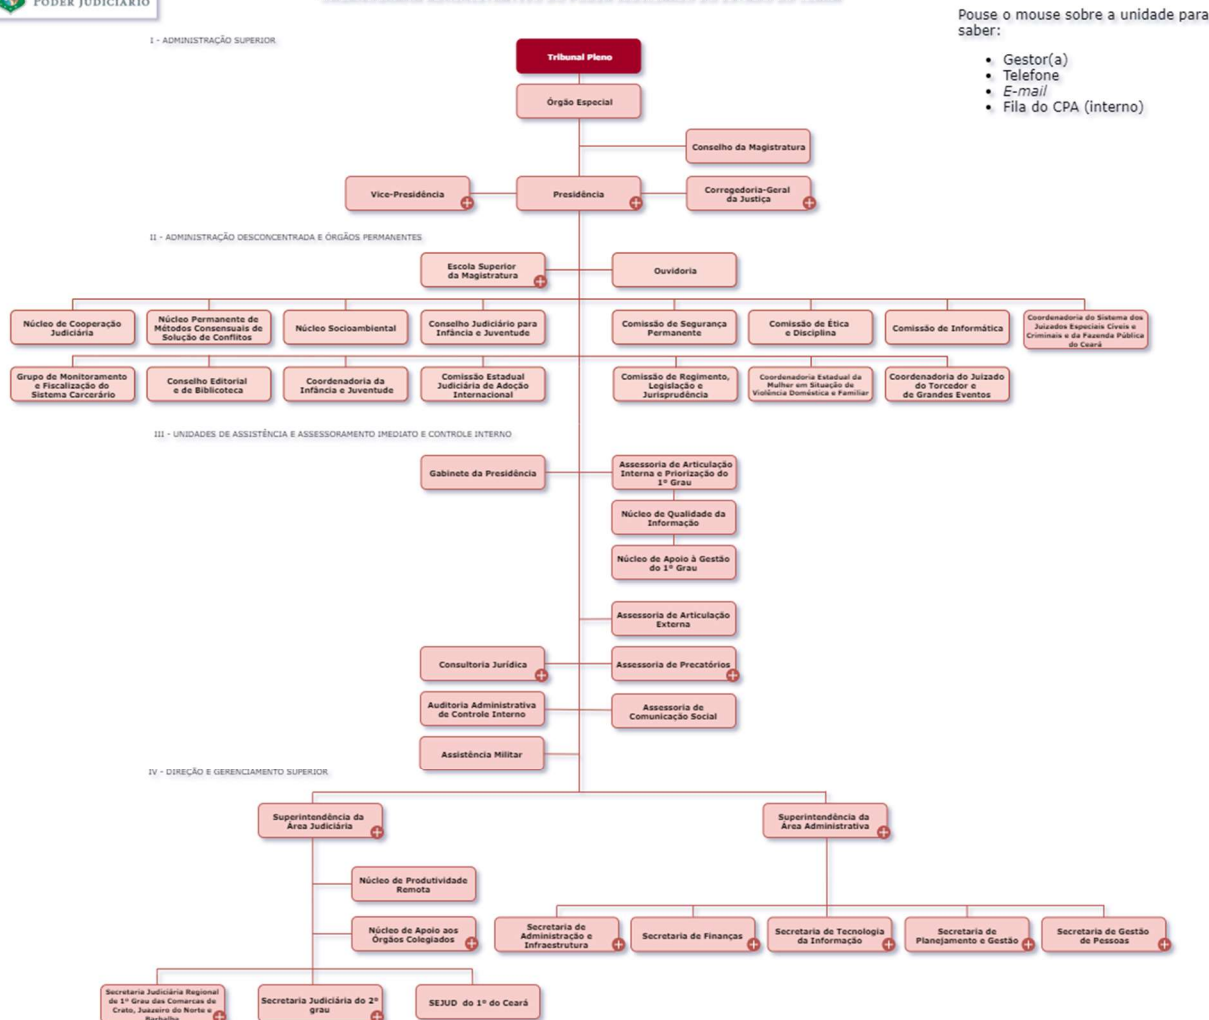 PODER JUDICIÁRIO
Pouse o mouse sobre a unidade para
saber:
Gestor(a)
Telefone
E-mail
Fila do CPA (interno)
I - ADMINISTRAÇÃO SUPERIOR
Tribunal Pleno
Órgão Especial
Conselho da Magistratura
Vice-Presidência
Presidência
Corregedoria-Geral
da Justiça
II - ADMINISTRAÇÃO DESCONCENTRADA E ÓRGÃOS PERMANENTES
Escola Superior
da Magistratura
Ouvidoria
Núcleo de Cooperação
Judiciária
Núcleo Permanente de
Métodos Consensuais de
Solução de Conflitos
Núcleo Socioambiental
Conselho Judiciário para
Infância e Juventude
Comissão de Segurança
Permanente
Comissão de Ética
e Disciplina
Comissão de Informática
Coordenadoria do Sistema dos
Juizados Especiais Cíveis e
Criminais e da Fazenda Pública
do Ceará
Grupo de Monitoramento
e Fiscalização do
Sistema Carcerário
Conselho Editorial
e de Biblioteca
Coordenadoria da
Infância e Juventude
Comissão Estadual
Judiciária de Adoção
Internacional
Comissão de Regimento,
Legislação e
Jurisprudência
Coordenadoria Estadual da
Mulher em Situação de
Violência Doméstica e Familiar
Coordenadoria do Juizado
do Torcedor e
de Grandes Eventos
III - UNIDADES DE ASSISTÊNCIA E ASSESSORAMENTO IMEDIATO E CONTROLE INTERNO
Gabinete da Presidência
Assessoria de Articulação
Interna e Priorização do
1º Grau
Núcleo de Qualidade da
Informação
Núcleo de Apoio à Gestão
do 1º Grau
Assessoria de Articulação
Externa
Consultoria Jurídica
Assessoria de Precatórios
Auditoria Administrativa
de Controle Interno
Assessoria de
Comunicação Social
Assistência Militar
IV - DIREÇÃO E GERENCIAMENTO SUPERIOR
Superintendência da
Área Judiciária
Superintendência da
Área Administrativa
Núcleo de Produtividade
Remota
Núcleo de Apoio aos
Órgãos Colegiados
Secretaria de
Administração e
Infraestrutura
Secretaria de Finanças
Secretaria de Tecnologia
da Informação
Secretaria de
Planejamento e Gestão
Secretaria de Gestão
de Pessoas
Secretaria Judiciária Regional
de 1º Grau das Comarcas de
Crato, Juazeiro do Norte e
Secretaria Judiciária do 2º
grau
SEJUD do 1º do Ceará